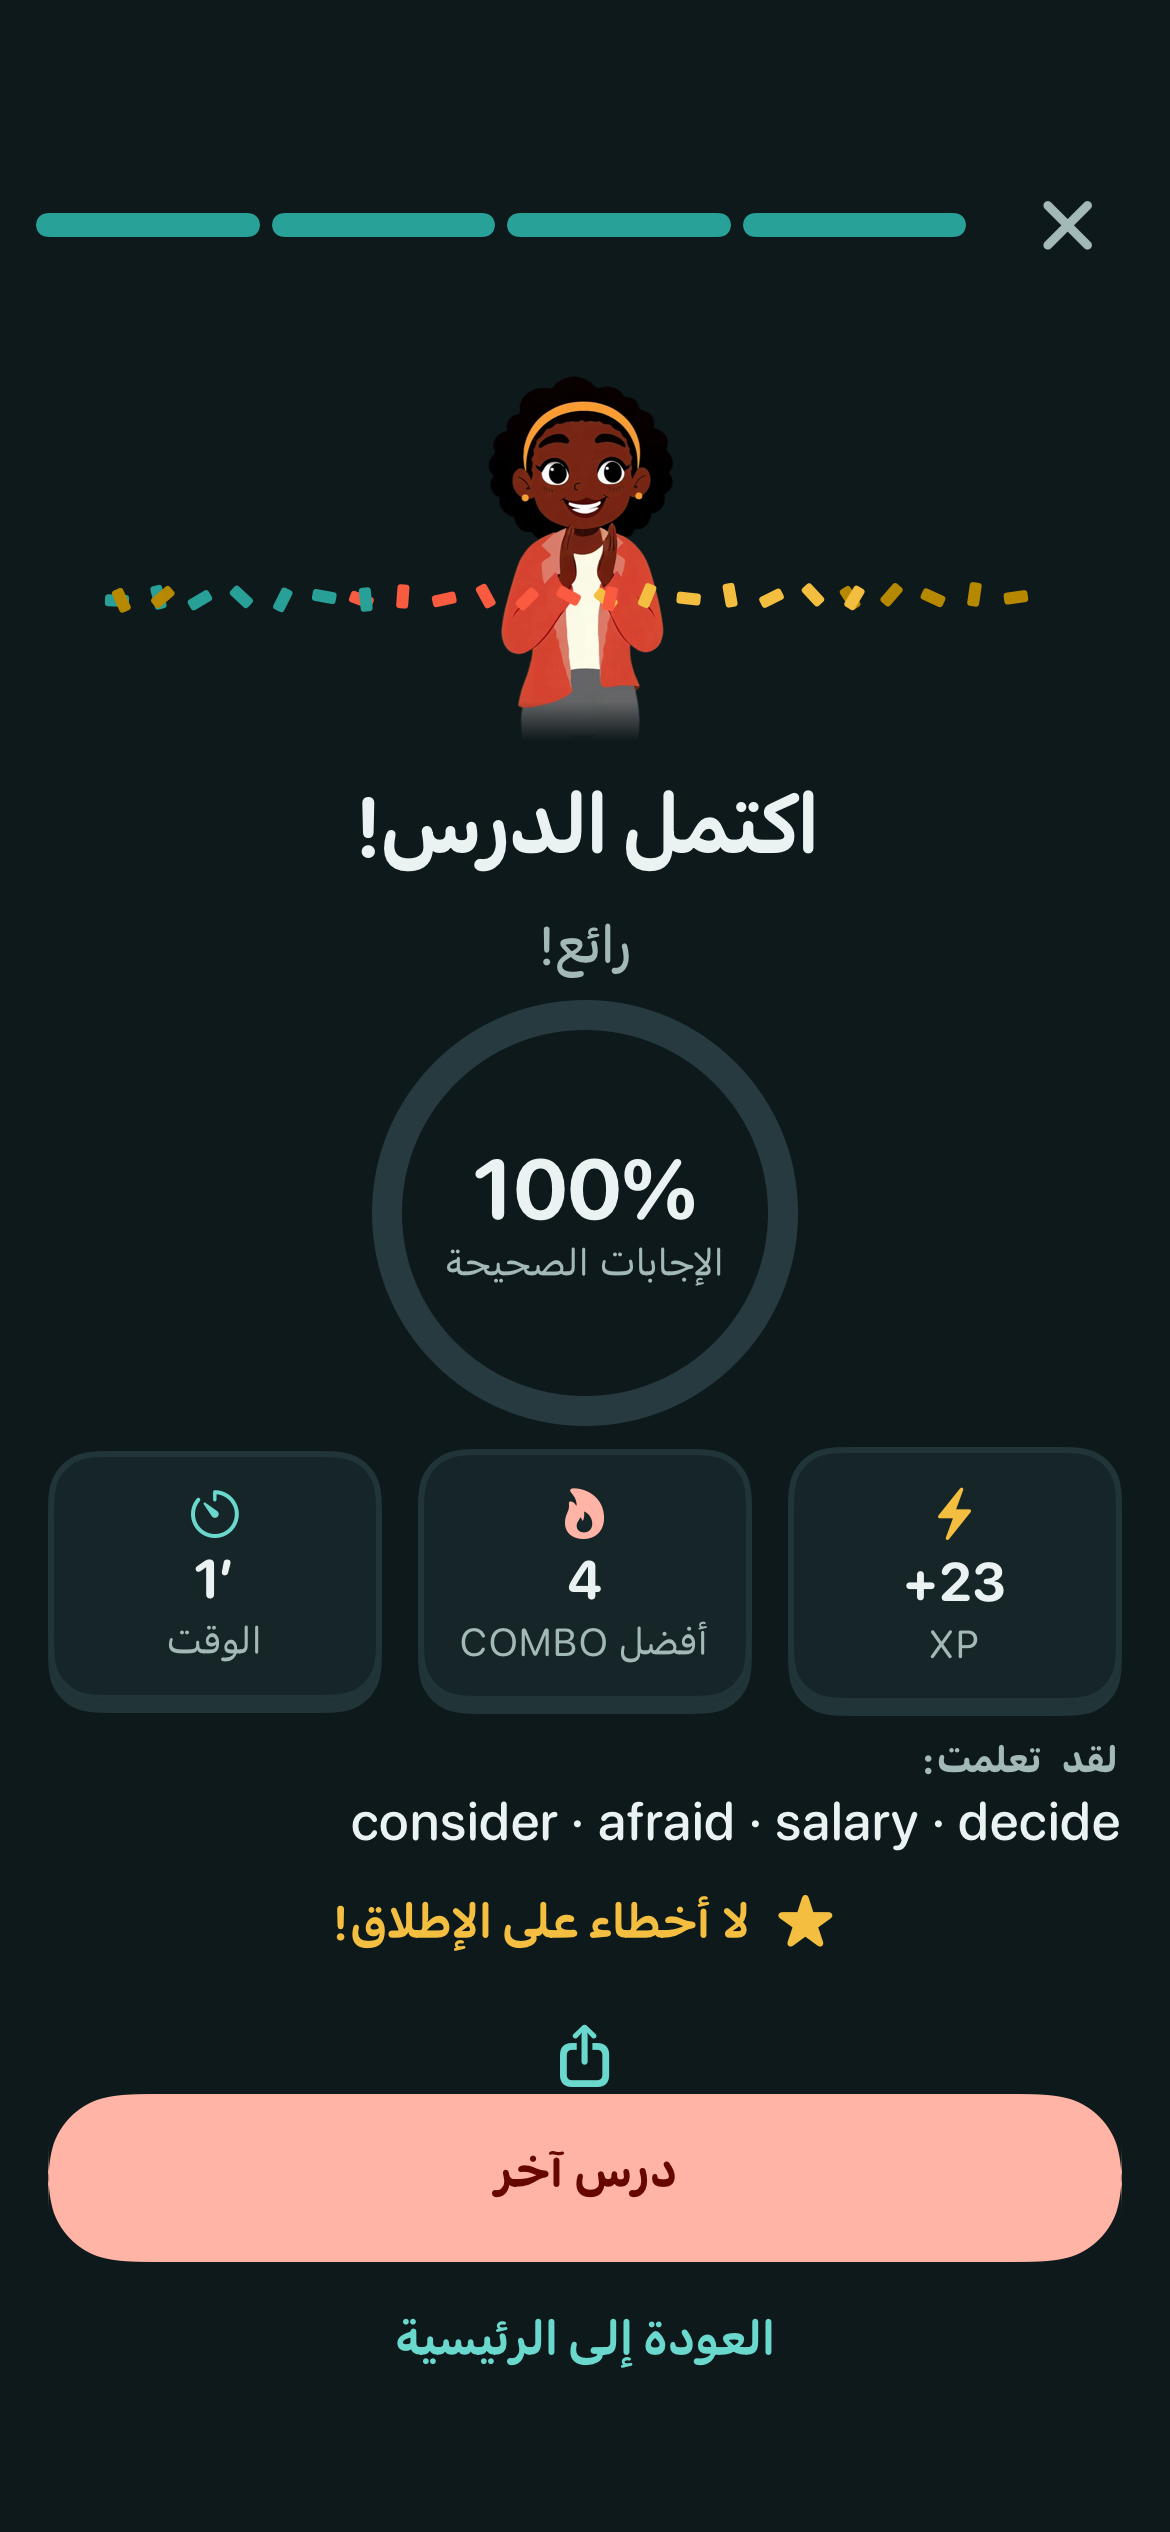 اكتمل الدرس!
رائع!
100%
الإجابات الصحيحة
+23
XP
4
أفضل COMBO
1′
الوقت
لقد تعلمت:
consider · afraid · salary · decide
لا أخطاء على الإطلاق!
درس آخر
العودة إلى الرئيسية